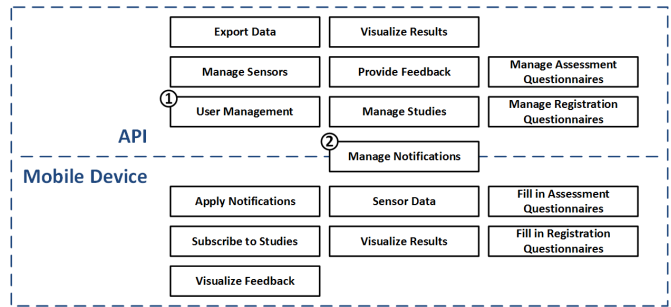 Export Data
Visualize Results
Manage Sensors
Provide Feedback
Manage Assessment
Questionnaires
1
User Management
Manage Studies
Manage Registration
Questionnaires
API
2
Manage Notifications
Mobile Device
Apply Notifications
Sensor Data
Fill in Assessment
Questionnaires
Subscribe to Studies
Visualize Results
Fill in Registration
Questionnaires
Visualize Feedback